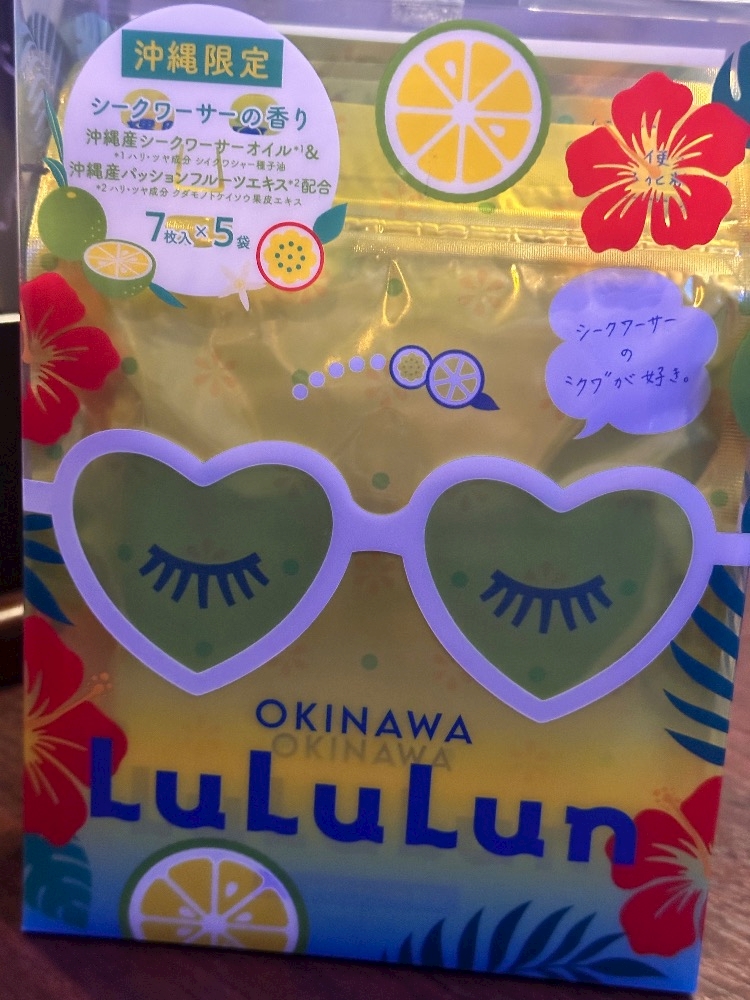 沖縄限定
シークワーサーの香り
沖縄産シークワーサーオイル*1&
*1 ハリ・ツヤ成分 シイクワシャー種子油
沖縄産パッションフルーツエキス*2配合
*2 ハリ・ツヤ成分 クダモノトケイソウ果皮エキス
7枚入×5袋
シークワーサー
の
ミクワ"が好き。
OKINAWA
LuLuLun